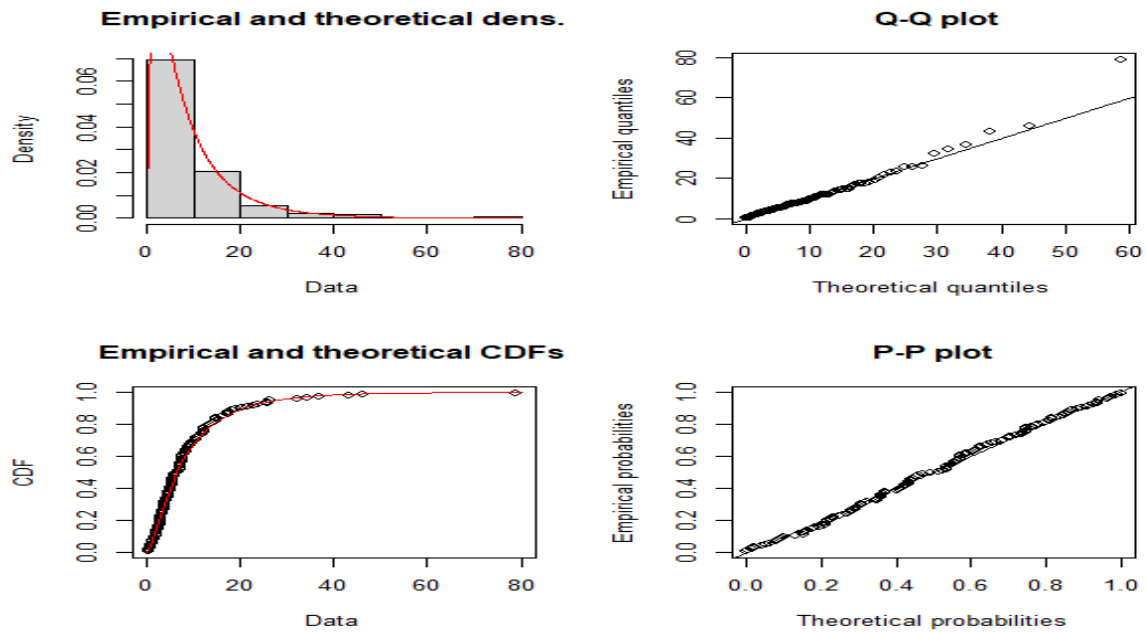 Empirical and theoretical dens.
Density
0.00 0.02 0.04 0.06
0 20 40 60 80
Data
Q-Q plot
Empirical quantiles
0 20 40 60 80
0 10 20 30 40 50 60
Theoretical quantiles
Empirical and theoretical CDFs
CDF
0.0 0.2 0.4 0.6 0.8 1.0
0 20 40 60 80
Data
P-P plot
Empirical probabilities
0.0 0.2 0.4 0.6 0.8 1.0
0.0 0.2 0.4 0.6 0.8 1.0
Theoretical probabilities